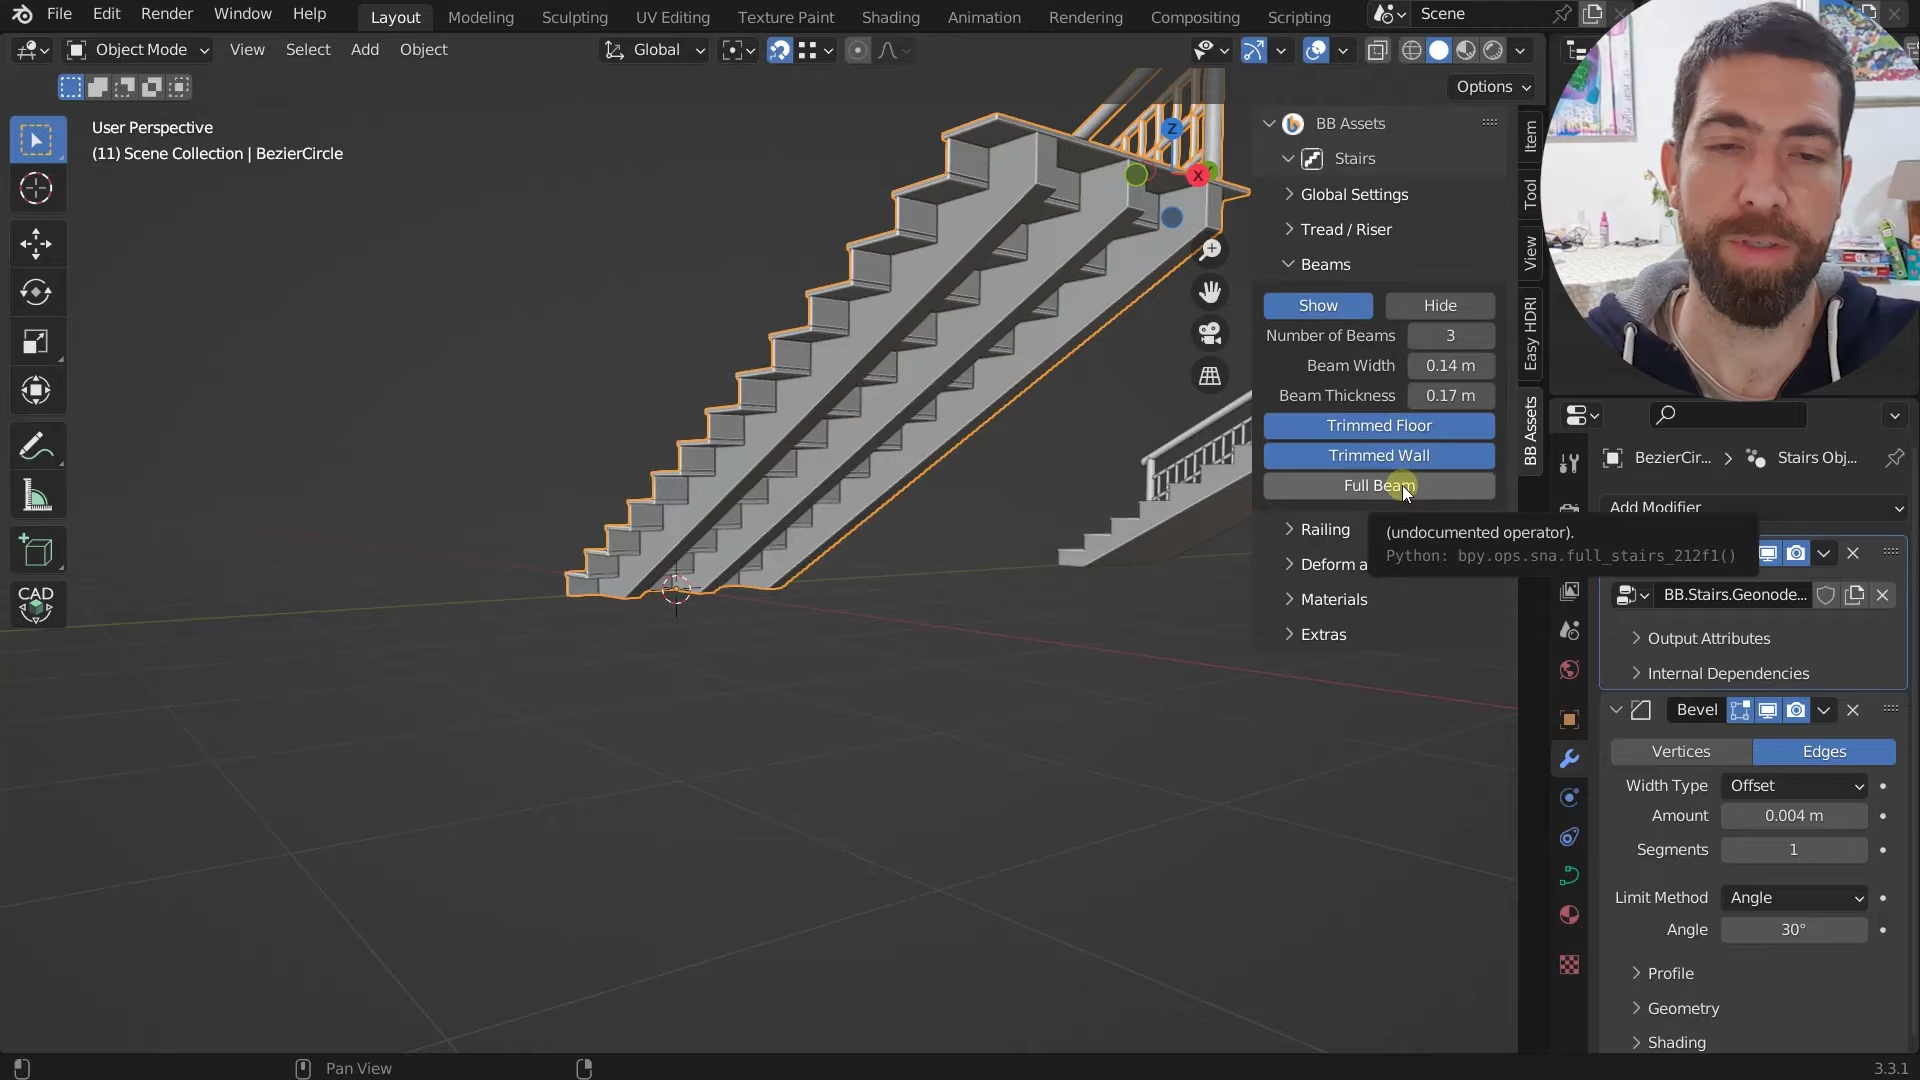 File Edit Render Window Help
Layout Modeling Sculpting UV Editing Texture Paint Shading Animation Rendering Compositing Scripting
Scene
Object Mode View Select Add Object
Global
Options
User Perspective
(11) Scene Collection | BezierCircle
Z
X
CAD
BB Assets
Stairs
Global Settings
Tread / Riser
Beams
Show Hide
Number of Beams 3
Beam Width 0.14 m
Beam Thickness 0.17 m
Trimmed Floor
Trimmed Wall
Full Beam
Railing
Deform a
Materials
Extras
(undocumented operator).
Python: bpy.ops.sna.full_stairs_212f1()
Item
Tool
View
Easy HDRI
BB Assets
BezierCir... Stairs Obj...
Add Modifier
BB.Stairs.Geonode...
Output Attributes
Internal Dependencies
Bevel
Vertices Edges
Width Type Offset
Amount 0.004 m
Segments 1
Limit Method Angle
Angle 30°
Profile
Geometry
Shading
Pan View
3.3.1